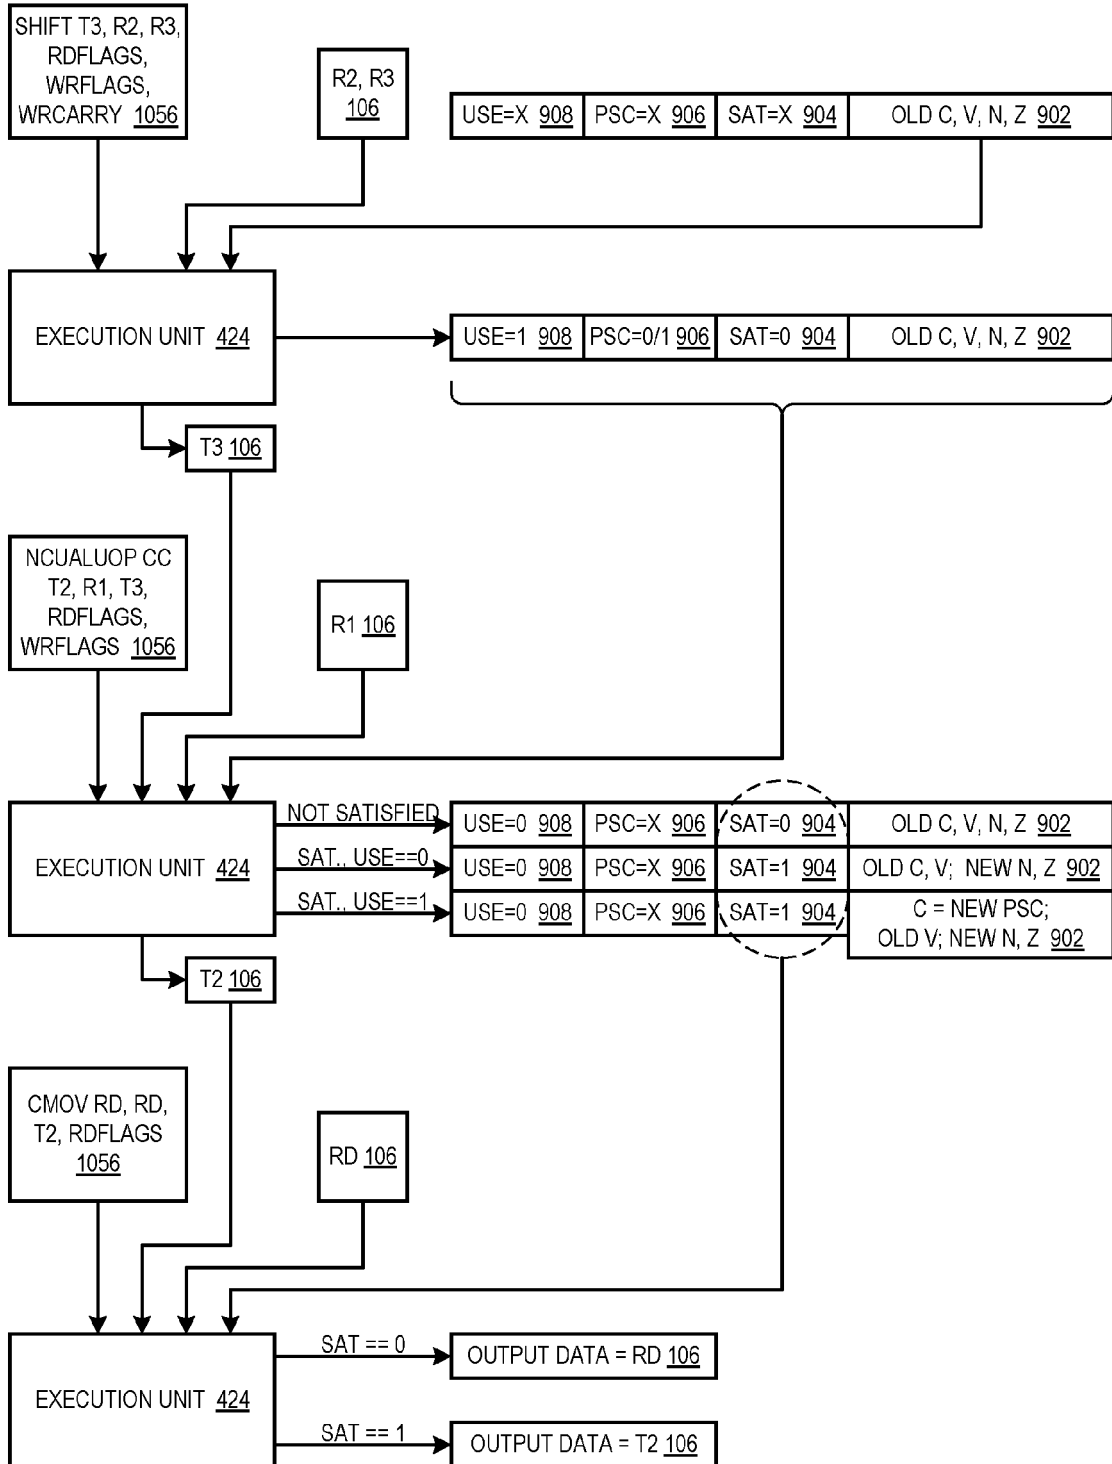 SHIFT T3, R2, R3,
RDFLAGS,
WRFLAGS,
WRCARRY 1056
R2, R3
106
USE=X 908
PSC=X 906
SAT=X 904
OLD C, V, N, Z 902
EXECUTION UNIT 424
USE=1 908
PSC=0/1 906
SAT=0 904
OLD C, V, N, Z 902
T3 106
NCUALUOP CC
T2, R1, T3,
RDFLAGS,
WRFLAGS 1056
R1 106
EXECUTION UNIT 424
NOT SATISFIED
USE=0 908
PSC=X 906
SAT=0 904
OLD C, V, N, Z 902
SAT., USE==0
USE=0 908
PSC=X 906
SAT=1 904
OLD C, V; NEW N, Z 902
SAT., USE==1
USE=0 908
PSC=X 906
SAT=1 904
C = NEW PSC;
OLD V; NEW N, Z 902
T2 106
CMOV RD, RD,
T2, RDFLAGS
1056
RD 106
EXECUTION UNIT 424
SAT == 0
OUTPUT DATA = RD 106
SAT == 1
OUTPUT DATA = T2 106